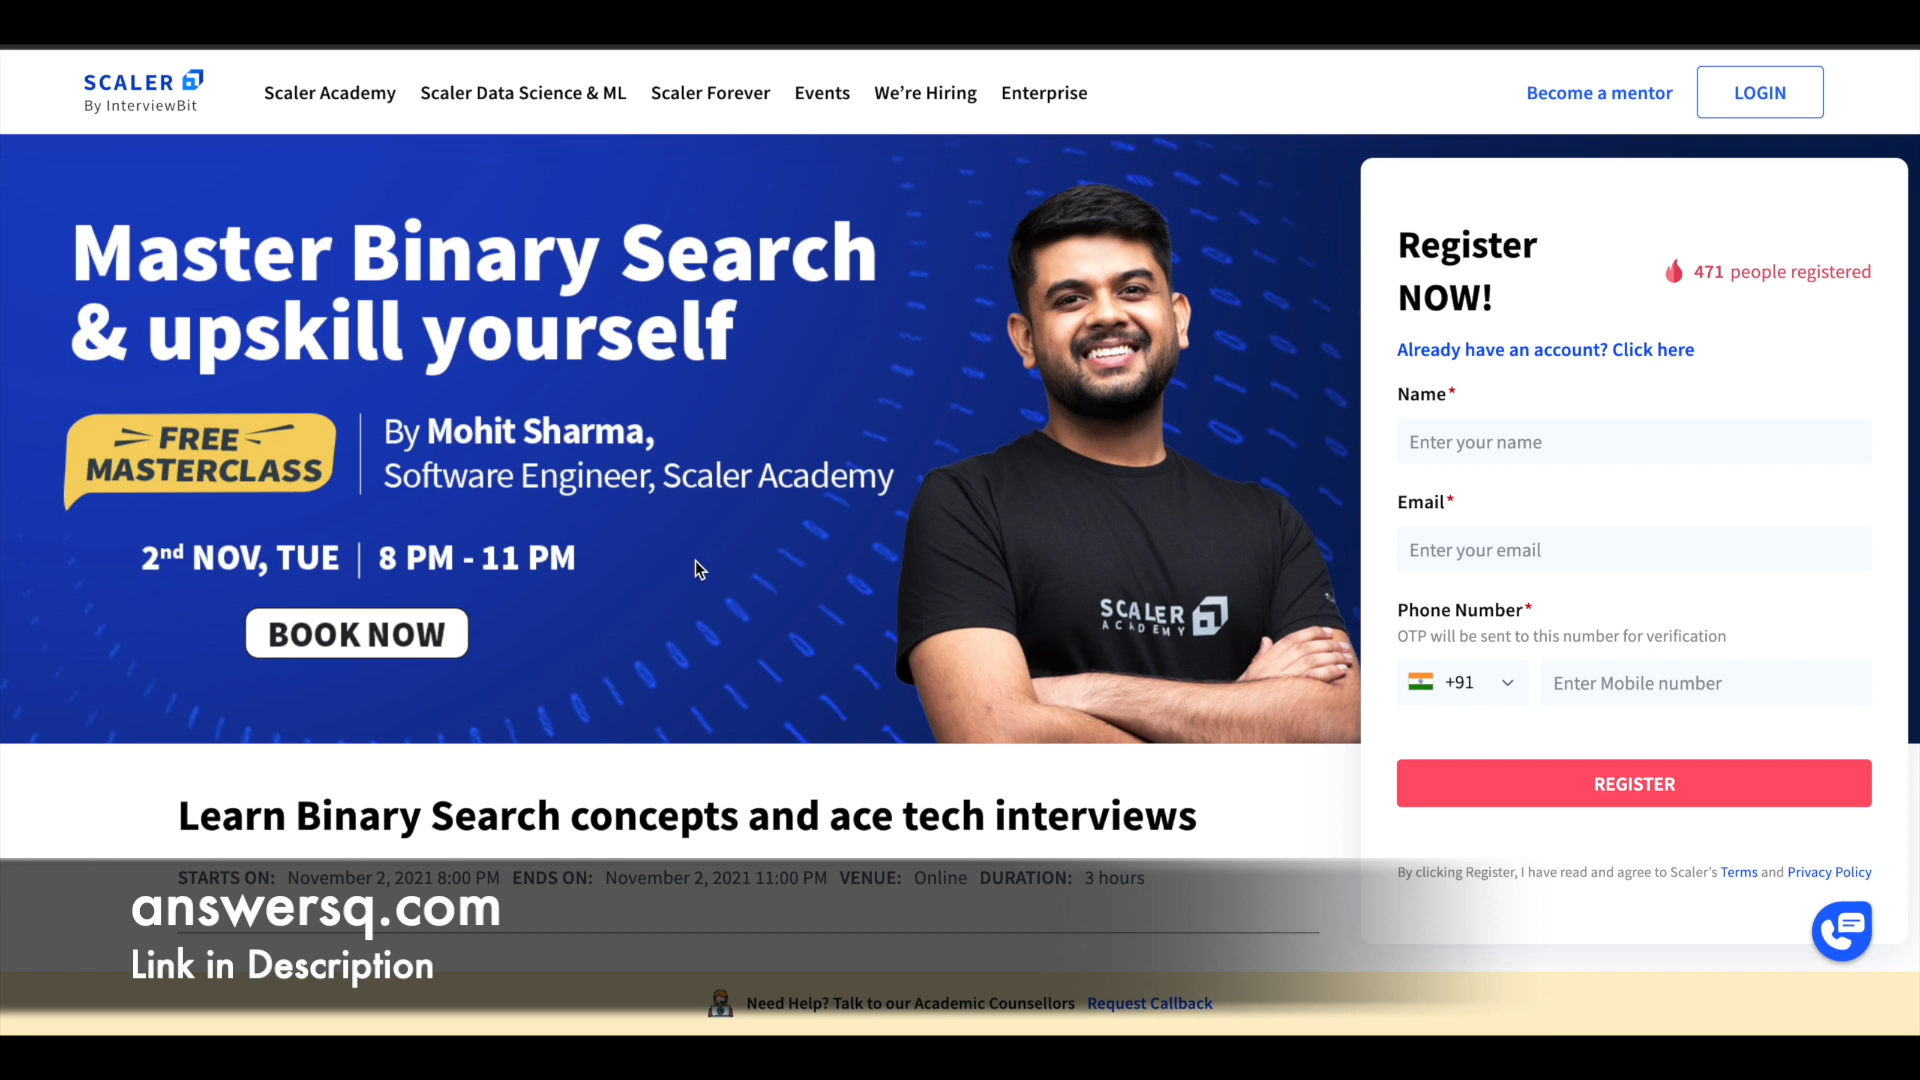 SCALER
By InterviewBit
Scaler Academy Scaler Data Science & ML Scaler Forever Events We're Hiring Enterprise
Become a mentor LOGIN
Master Binary Search
& upskill yourself
FREE
MASTERCLASS
By Mohit Sharma,
Software Engineer, Scaler Academy
2nd NOV, TUE | 8 PM - 11 PM
BOOK NOW
SCALER
ACADEMY
Register
NOW!
471 people registered
Already have an account? Click here
Name*
Enter your name
Email*
Enter your email
Phone Number*
OTP will be sent to this number for verification
+91 Enter Mobile number
REGISTER
By clicking Register, I have read and agree to Scaler's Terms and Privacy Policy
Learn Binary Search concepts and ace tech interviews
STARTS ON: November 2, 2021 8:00 PM ENDS ON: November 2, 2021 11:00 PM VENUE: Online DURATION: 3 hours
answersq.com
Link in Description
Need Help? Talk to our Academic Counsellors Request Callback